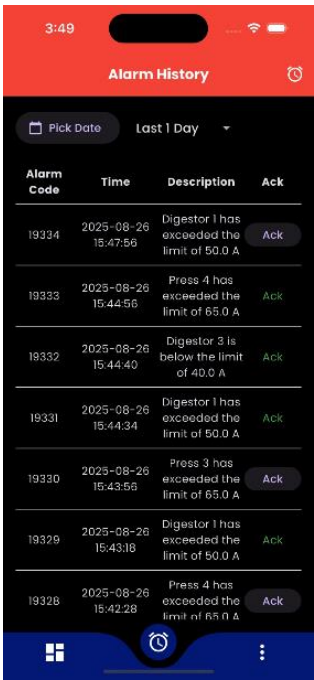 3:49
Alarm History
Pick Date
Last 1 Day
Alarm Code
Time
Description
Ack
19334
2025-08-26 15:47:56
Digestor 1 has exceeded the limit of 50.0 A
Ack
19333
2025-08-26 15:44:56
Press 4 has exceeded the limit of 65.0 A
Ack
19332
2025-08-26 15:44:40
Digestor 3 is below the limit of 40.0 A
Ack
19331
2025-08-26 15:44:34
Digestor 1 has exceeded the limit of 50.0 A
Ack
19330
2025-08-26 15:43:56
Press 3 has exceeded the limit of 65.0 A
Ack
19329
2025-08-26 15:43:18
Digestor 1 has exceeded the limit of 50.0 A
Ack
19328
2025-08-26 15:42:28
Press 4 has exceeded the limit of 65.0 A
Ack